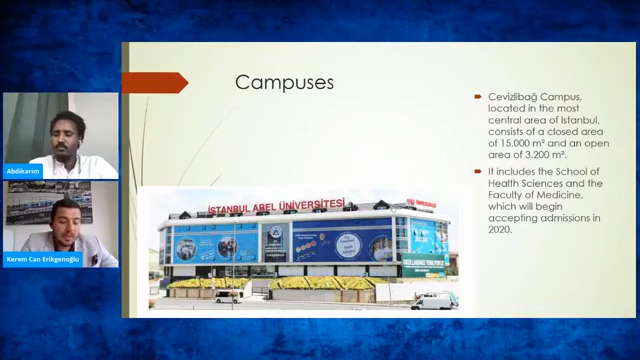 Campuses
Cevizlibağ Campus,
located in the most
central area of Istanbul,
consists of a closed area
of 15.000 m² and an open
area of 3.200 m².
It includes the School of
Health Sciences and the
Faculty of Medicine,
which will begin
accepting admissions in
2020.
Abdikarim
Kerem Can Erikgenoğlu
İSTANBUL AREL ÜNİVERSİTESİ